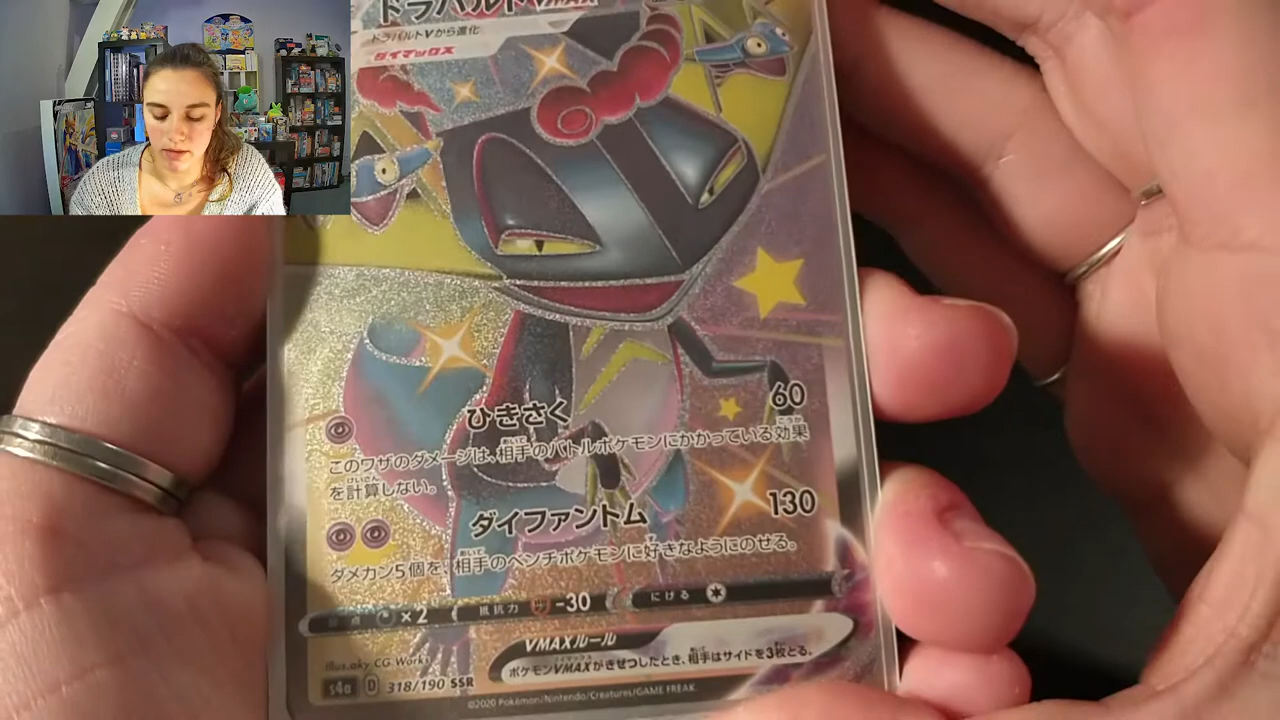 ドラパルトVMAX
ドラパルトVから進化
ダイマックス
ひきさく 60
このワザのダメージは、相手のバトルポケモンにかかっている効果
を計算しない。
ダイファントム 130
ダメカン5個を、相手のベンチポケモンに好きなようにのせる。
弱点 ×2 抵抗力 -30 にげる
VMAXルール
ポケモンVMAXがきぜつしたとき、相手はサイドを3枚とる。
illus.aky CG Works
s4a D 318/190 SSR
©2020 Pokémon/Nintendo/Creatures/GAME FREAK.